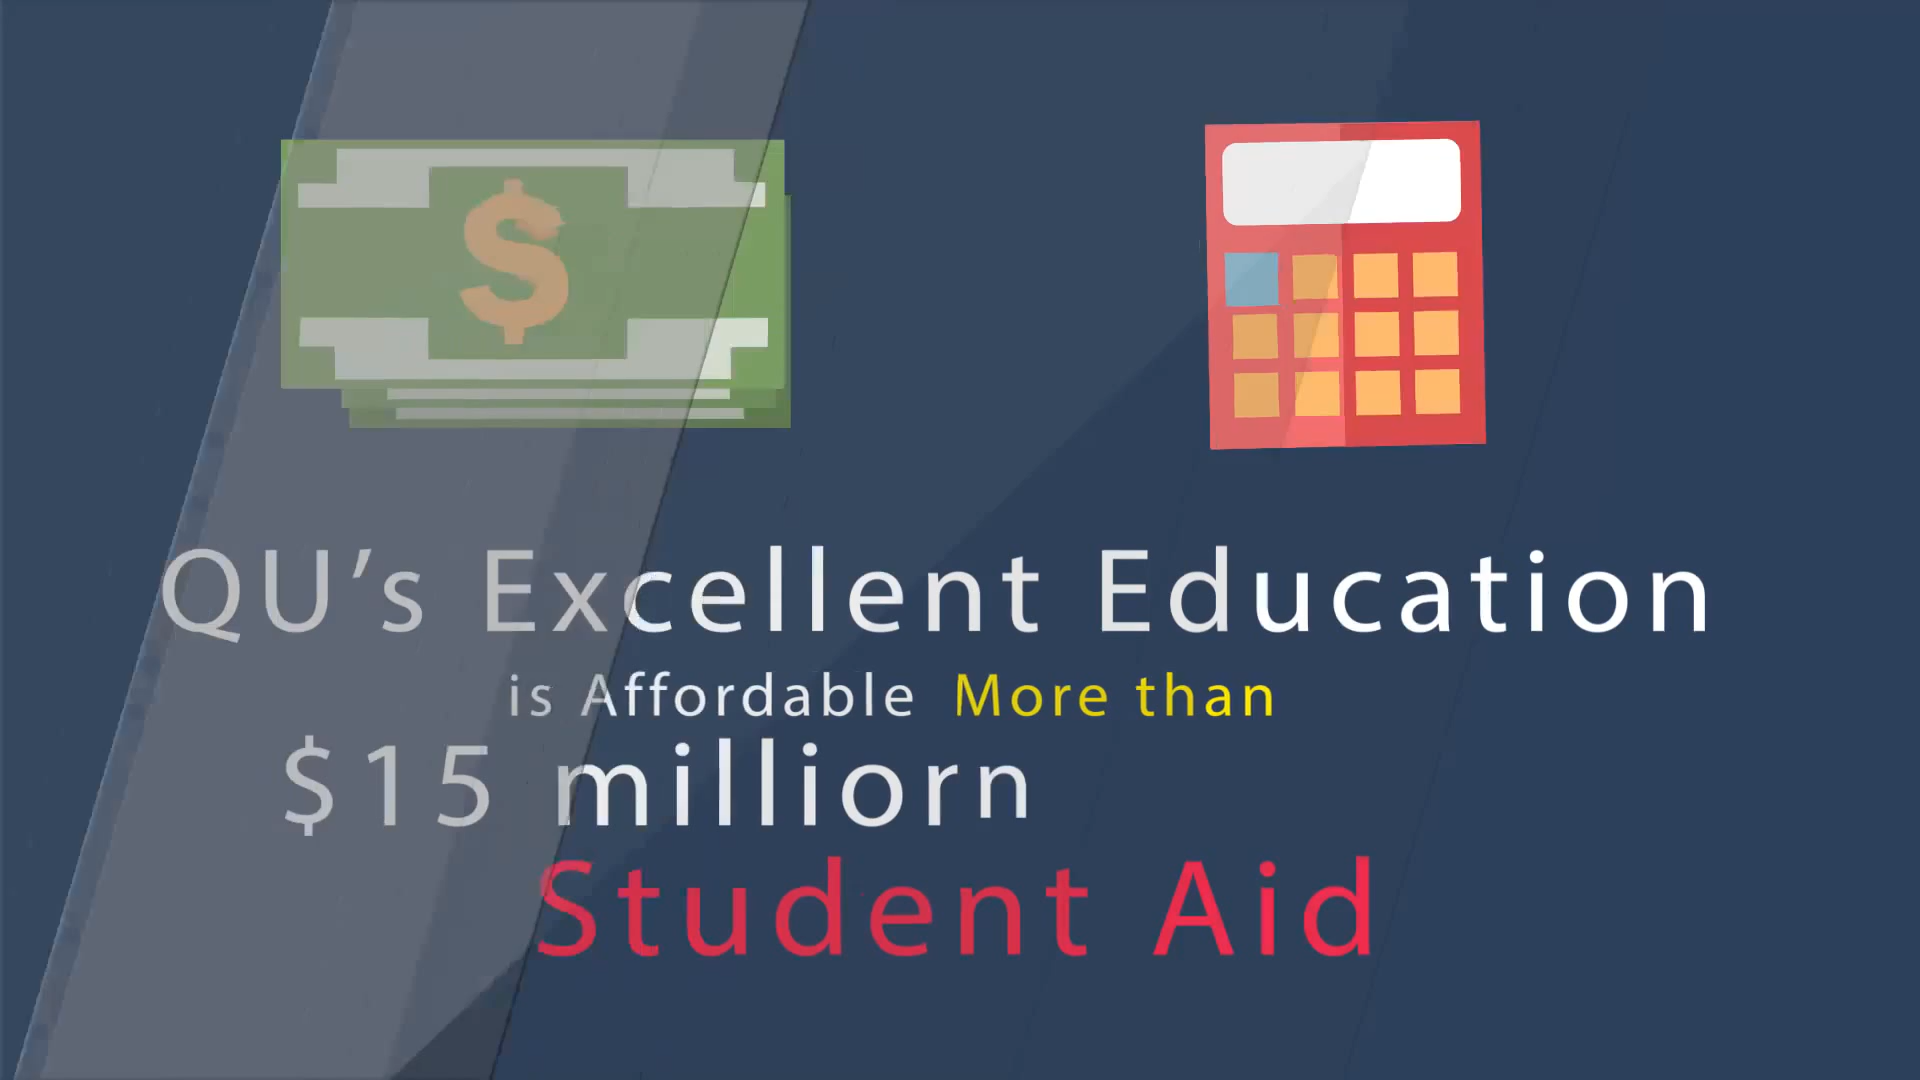 $
QU’s Excellent Education
is Affordable More than
$15 milliorn
Student Aid